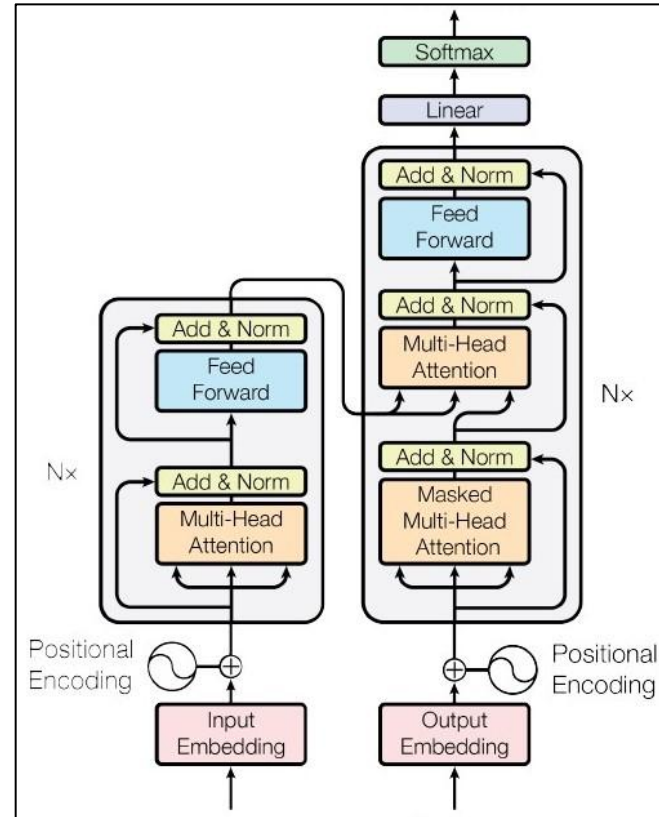 Softmax
Linear
Add & Norm
Feed
Forward
Add & Norm
Multi-Head
Attention
Nx
Add & Norm
Masked
Multi-Head
Attention
Add & Norm
Feed
Forward
Nx
Add & Norm
Multi-Head
Attention
Positional
Encoding
Positional
Encoding
Input
Embedding
Output
Embedding